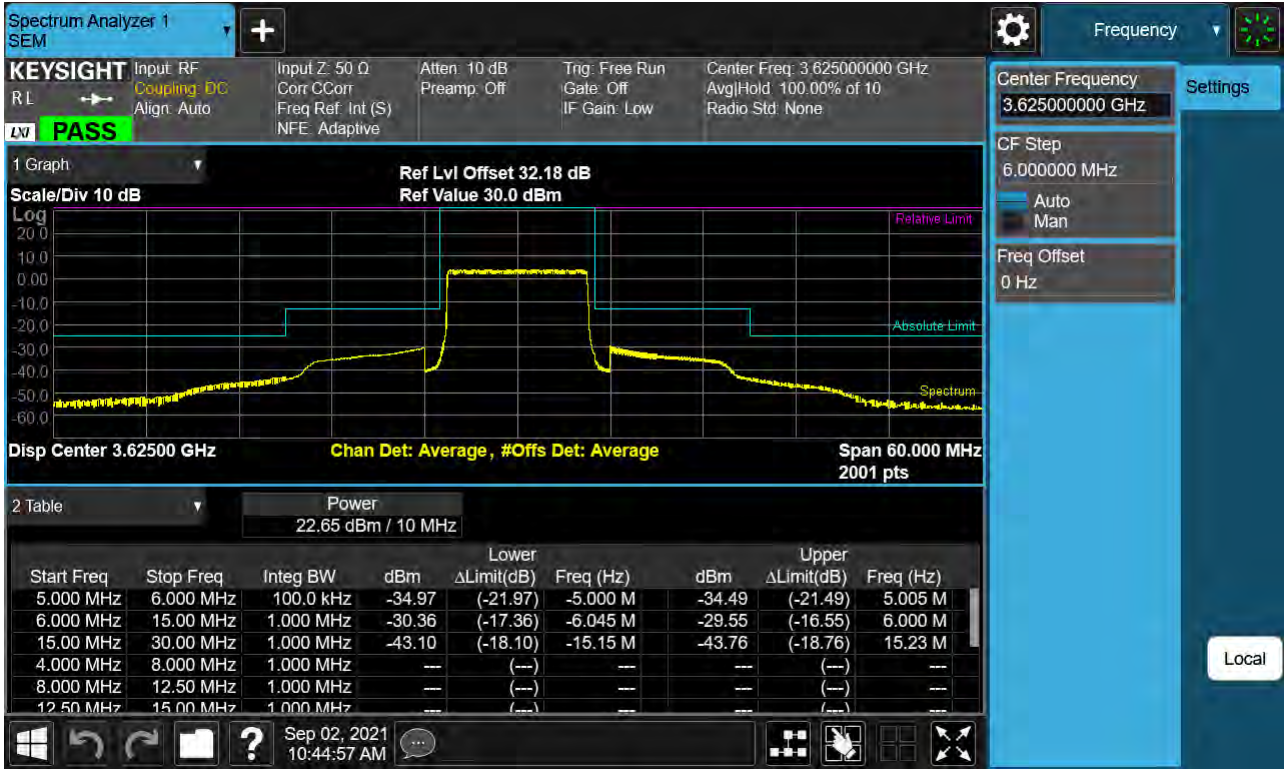 Spectrum Analyzer 1
SEM
Frequency
KEYSIGHT
R L
LXI
PASS
Input: RF
Coupling: DC
Align: Auto
Input Z: 50 Ω
Corr CCorr
Freq Ref: Int (S)
NFE: Adaptive
Atten: 10 dB
Preamp: Off
Trig: Free Run
Gate: Off
IF Gain: Low
Center Freq: 3.625000000 GHz
Avg|Hold: 100.00% of 10
Radio Std: None
Center Frequency
3.625000000 GHz
Settings
CF Step
6.000000 MHz
Auto
Man
Freq Offset
0 Hz
Local
1 Graph
Scale/Div 10 dB
Ref Lvl Offset 32.18 dB
Ref Value 30.0 dBm
Log
20.0
10.0
0.00
-10.0
-20.0
-30.0
-40.0
-50.0
-60.0
Relative Limit
Absolute Limit
Spectrum
Disp Center 3.62500 GHz
Chan Det: Average , #Offs Det: Average
Span 60.000 MHz
2001 pts
2 Table
Power
22.65 dBm / 10 MHz
Lower Upper
Start Freq Stop Freq Integ BW dBm ΔLimit(dB) Freq (Hz) dBm ΔLimit(dB) Freq (Hz)
5.000 MHz 6.000 MHz 100.0 kHz -34.97 (-21.97) -5.000 M -34.49 (-21.49) 5.005 M
6.000 MHz 15.00 MHz 1.000 MHz -30.36 (-17.36) -6.045 M -29.55 (-16.55) 6.000 M
15.00 MHz 30.00 MHz 1.000 MHz -43.10 (-18.10) -15.15 M -43.76 (-18.76) 15.23 M
4.000 MHz 8.000 MHz 1.000 MHz --- (---) --- --- (---) ---
8.000 MHz 12.50 MHz 1.000 MHz --- (---) --- --- (---) ---
12.50 MHz 15.00 MHz 1.000 MHz --- (---) --- --- (---) ---
?
Sep 02, 2021
10:44:57 AM